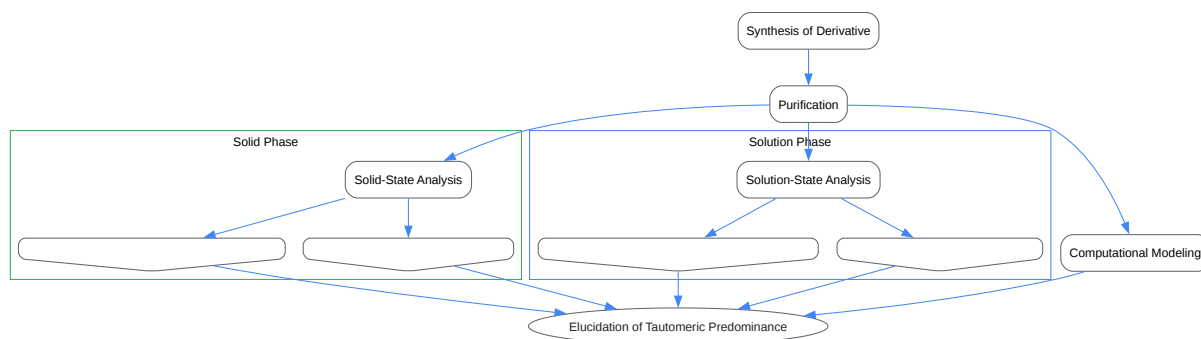 Synthesis of Derivative
Purification
Solid Phase
Solution Phase
Solid-State Analysis
Solution-State Analysis
Computational Modeling
Elucidation of Tautomeric Predominance